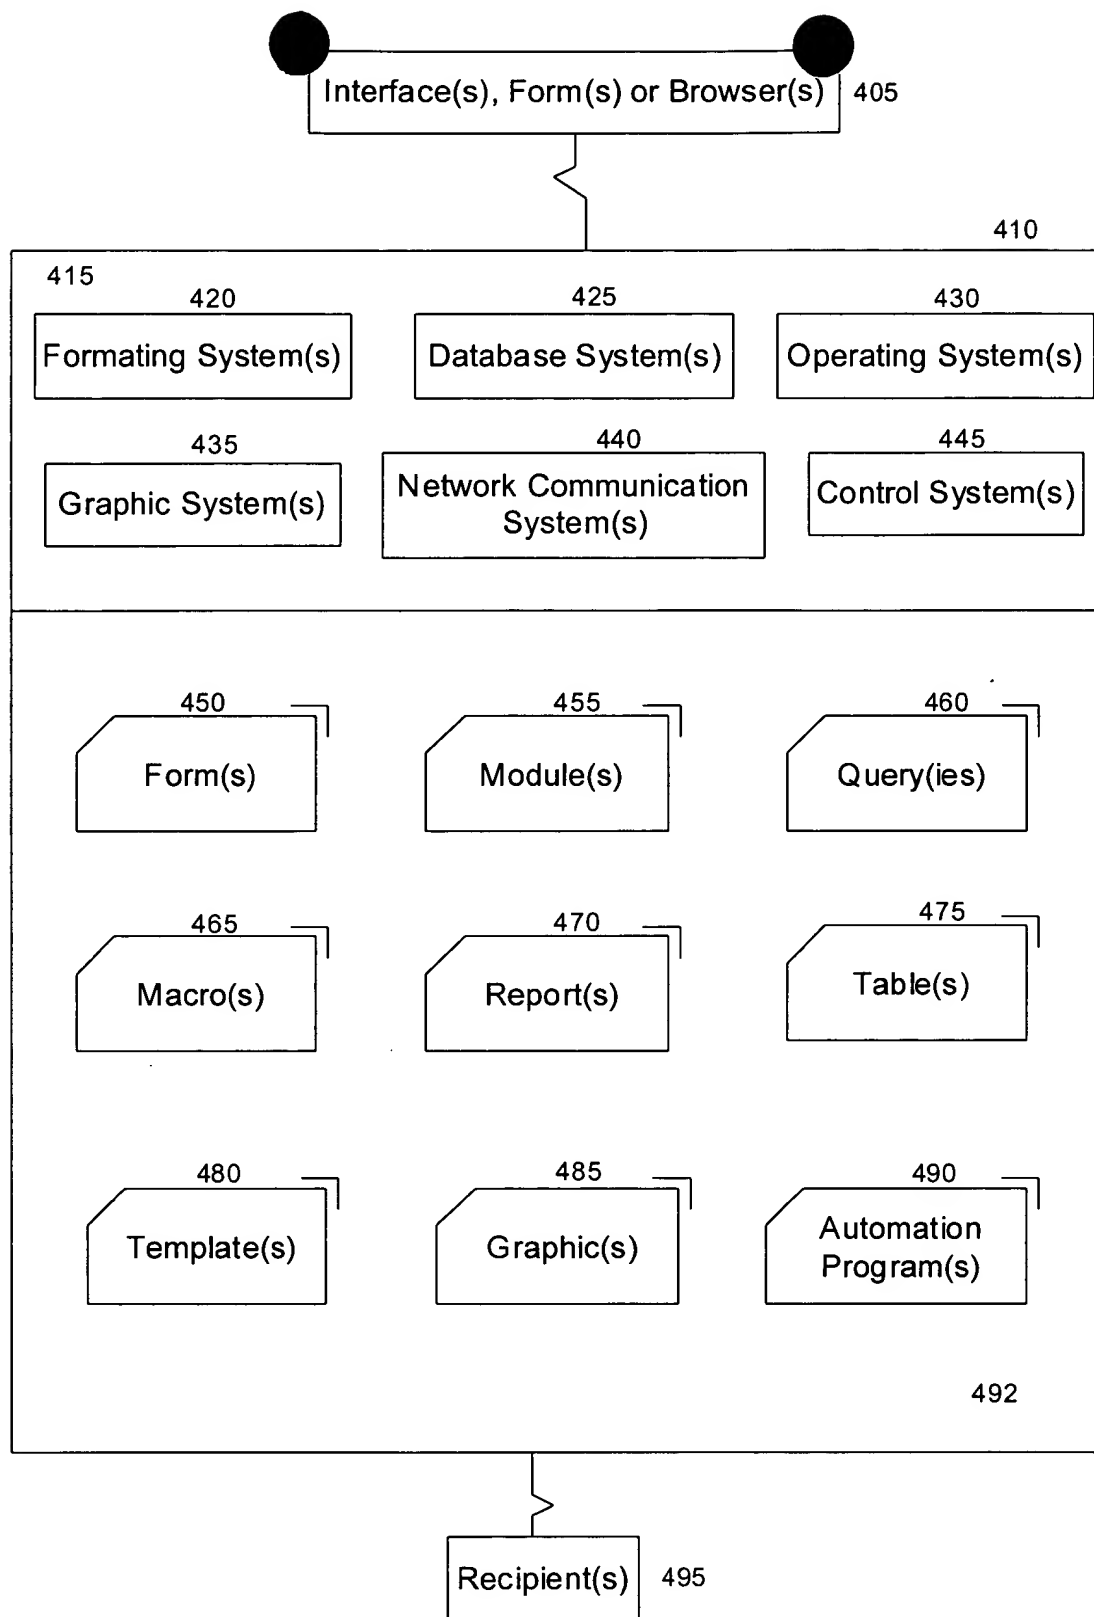 Interface(s), Form(s) or Browser(s) 405
410
415
420 425 430
Formating System(s) Database System(s) Operating System(s)
435 440 445
Graphic System(s) Network Communication System(s) Control System(s)
450 455 460
Form(s) Module(s) Query(ies)
465 470 475
Macro(s) Report(s) Table(s)
480 485 490
Template(s) Graphic(s) Automation Program(s)
492
Recipient(s) 495